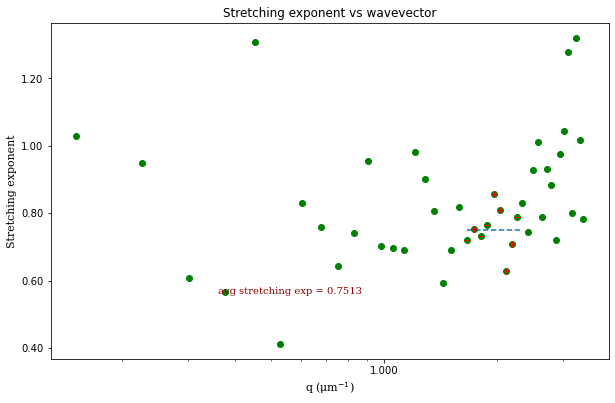 Stretching exponent vs wavevector
Stretching exponent
1.20
1.00
0.80
0.60
0.40
avg stretching exp = 0.7513
1.000
q (μm⁻¹)